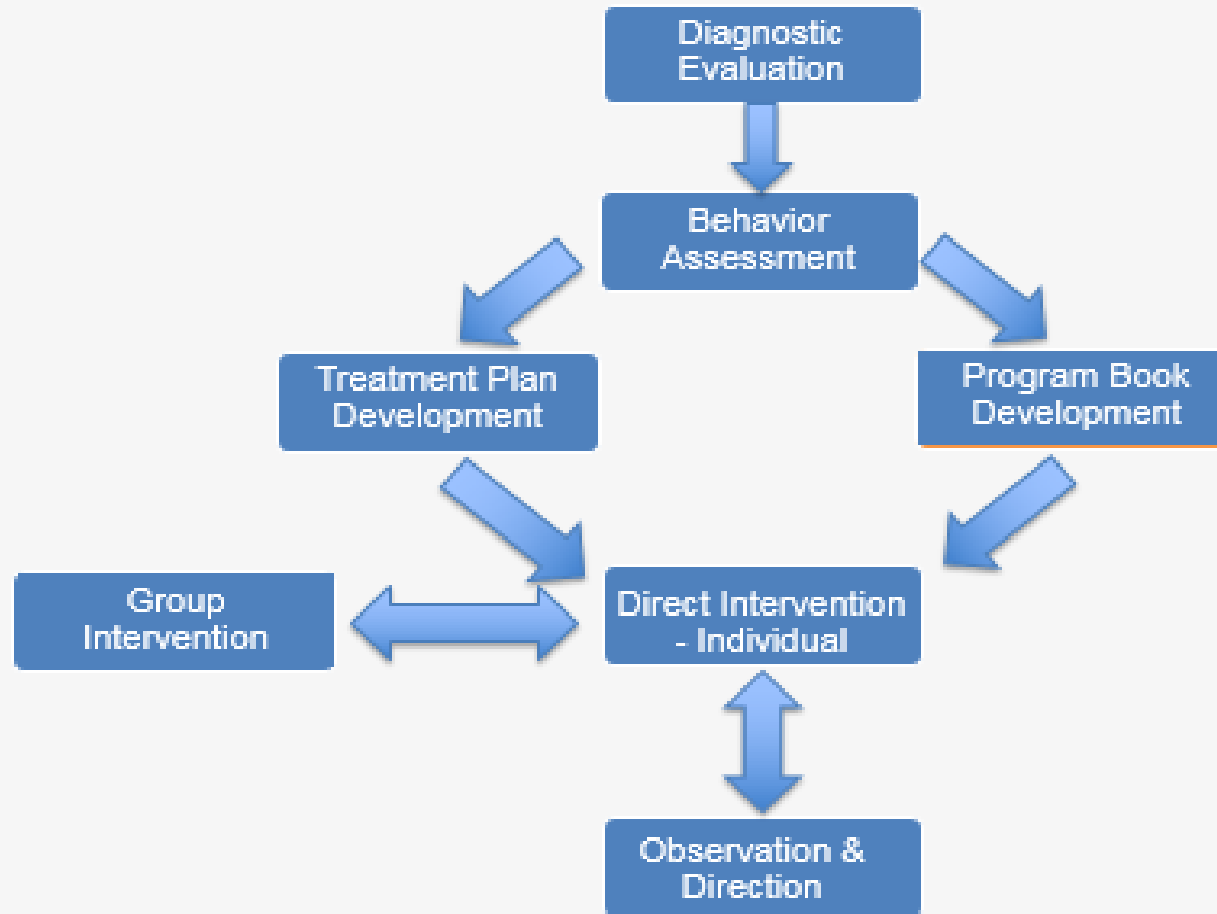 Diagnostic
Evaluation
Behavior
Assessment
Treatment Plan
Development
Program Book
Development
Group
Intervention
Direct Intervention
- Individual
Observation &
Direction